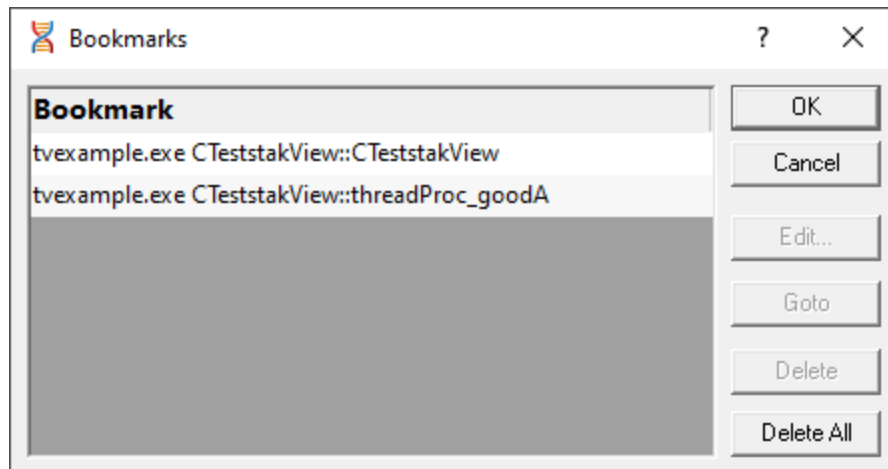 Bookmarks ?
Bookmark
tvexample.exe CTeststakView::CTeststakView
tvexample.exe CTeststakView::threadProc_goodA
OK
Cancel
Edit...
Goto
Delete
Delete All